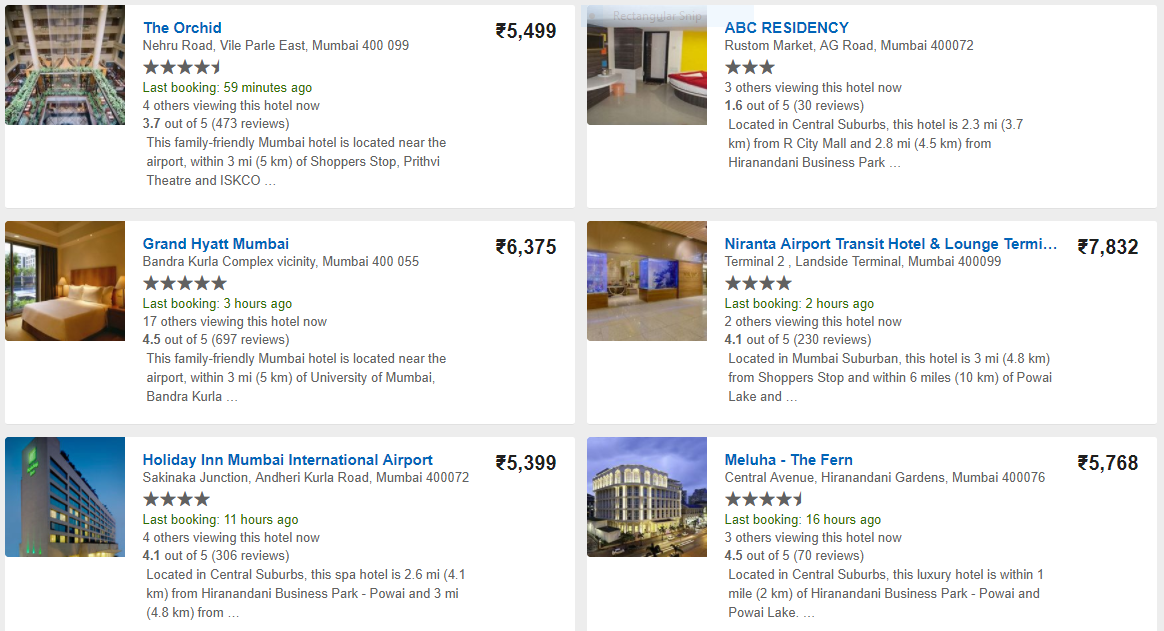 The Orchid
₹5,499
Nehru Road, Vile Parle East, Mumbai 400 099
Last booking: 59 minutes ago
4 others viewing this hotel now
3.7 out of 5 (473 reviews)
This family-friendly Mumbai hotel is located near the
airport, within 3 mi (5 km) of Shoppers Stop, Prithvi
Theatre and ISKCO …
Rectangular Snip
ABC RESIDENCY
Rustom Market, AG Road, Mumbai 400072
3 others viewing this hotel now
1.6 out of 5 (30 reviews)
Located in Central Suburbs, this hotel is 2.3 mi (3.7
km) from R City Mall and 2.8 mi (4.5 km) from
Hiranandani Business Park …
Grand Hyatt Mumbai
₹6,375
Bandra Kurla Complex vicinity, Mumbai 400 055
Last booking: 3 hours ago
17 others viewing this hotel now
4.5 out of 5 (697 reviews)
This family-friendly Mumbai hotel is located near the
airport, within 3 mi (5 km) of University of Mumbai,
Bandra Kurla …
Niranta Airport Transit Hotel & Lounge Termi…
₹7,832
Terminal 2 , Landside Terminal, Mumbai 400099
Last booking: 2 hours ago
2 others viewing this hotel now
4.1 out of 5 (230 reviews)
Located in Mumbai Suburban, this hotel is 3 mi (4.8 km)
from Shoppers Stop and within 6 miles (10 km) of Powai
Lake and …
Holiday Inn Mumbai International Airport
₹5,399
Sakinaka Junction, Andheri Kurla Road, Mumbai 400072
Last booking: 11 hours ago
4 others viewing this hotel now
4.1 out of 5 (306 reviews)
Located in Central Suburbs, this spa hotel is 2.6 mi (4.1
km) from Hiranandani Business Park - Powai and 3 mi
(4.8 km) from …
Meluha - The Fern
₹5,768
Central Avenue, Hiranandani Gardens, Mumbai 400076
Last booking: 16 hours ago
3 others viewing this hotel now
4.5 out of 5 (70 reviews)
Located in Central Suburbs, this luxury hotel is within 1
mile (2 km) of Hiranandani Business Park - Powai and
Powai Lake. …